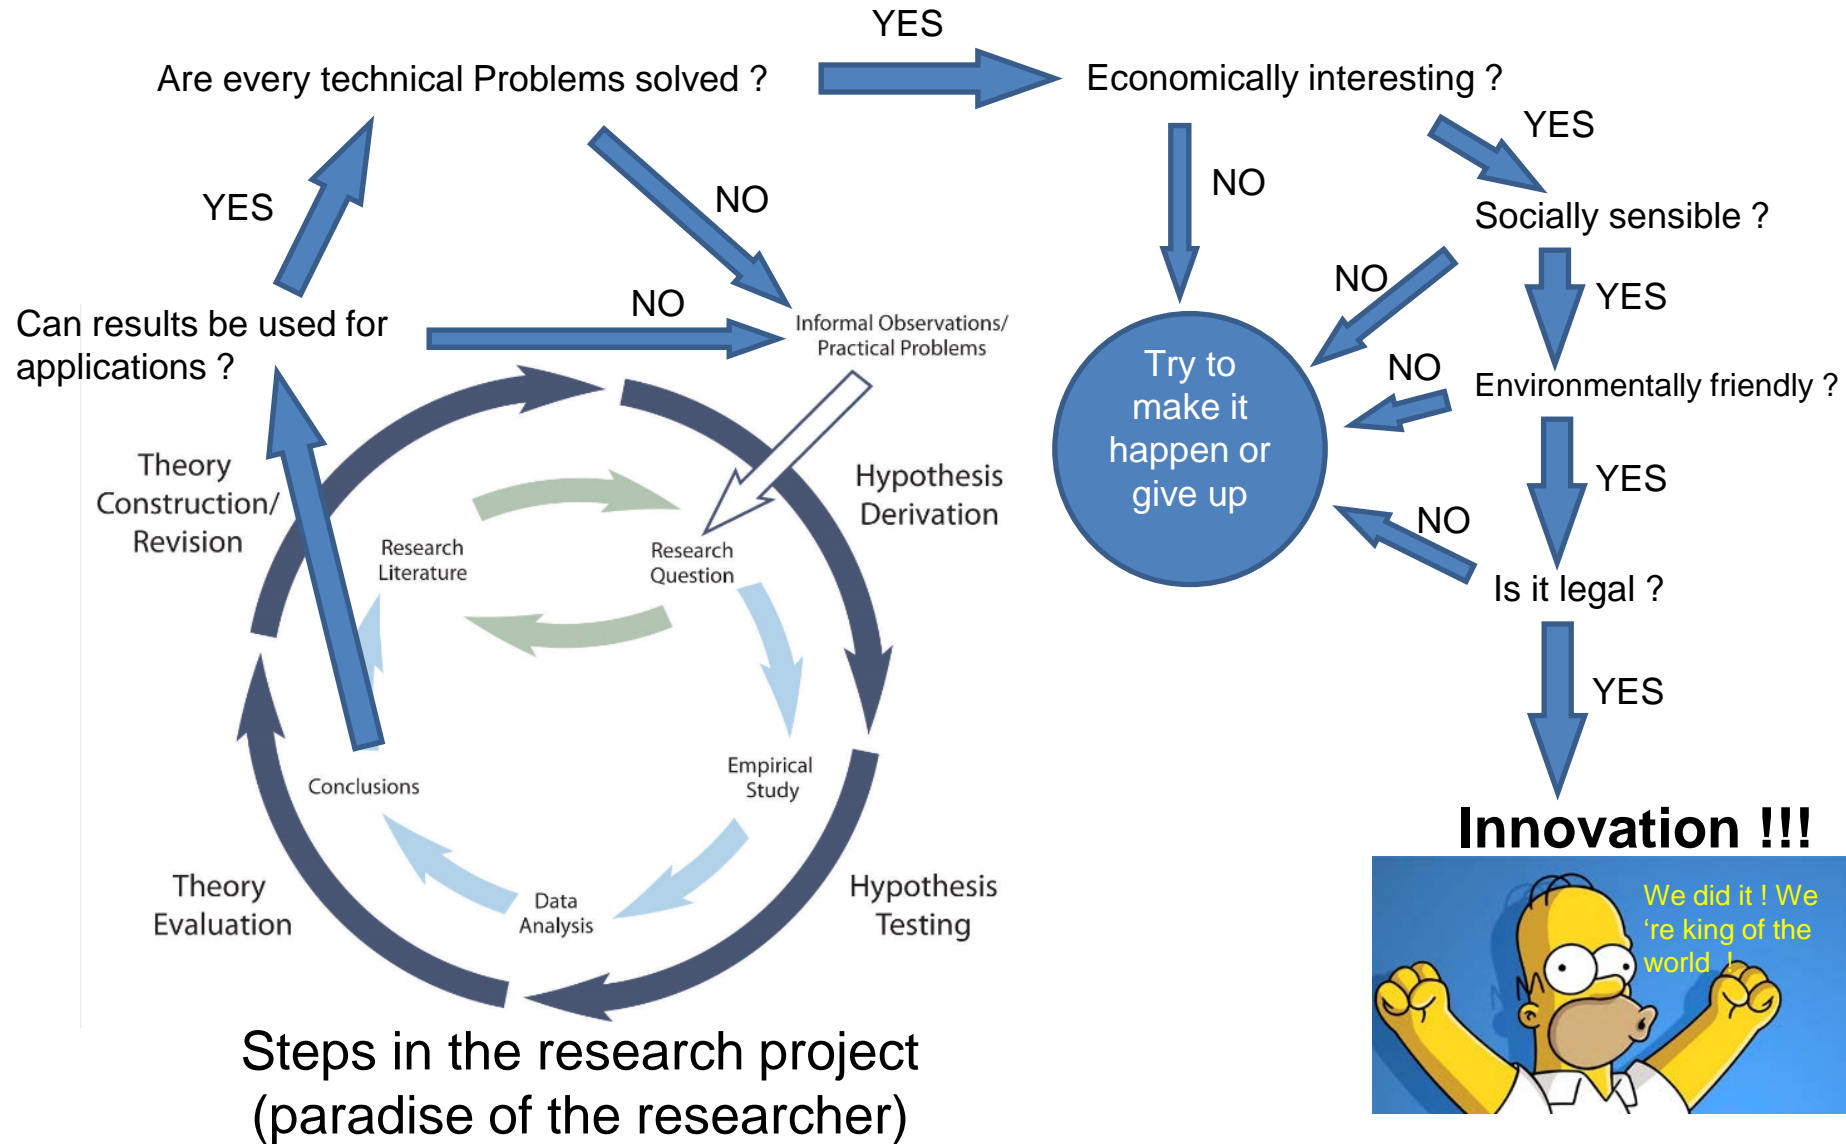 YES
Are every technical Problems solved ?
Economically interesting ?
YES
NO
NO
YES
Socially sensible ?
NO
NO
YES
Can results be used for
applications ?
Informal Observations/
Practical Problems
Try to
make it
happen or
give up
NO
Environmentally friendly ?
Theory
Construction/
Revision
Hypothesis
Derivation
YES
NO
Research
Literature
Research
Question
Is it legal ?
YES
Conclusions
Empirical
Study
Innovation !!!
Theory
Evaluation
Data
Analysis
Hypothesis
Testing
We did it ! We
‘re king of the
world !
Steps in the research project
(paradise of the researcher)